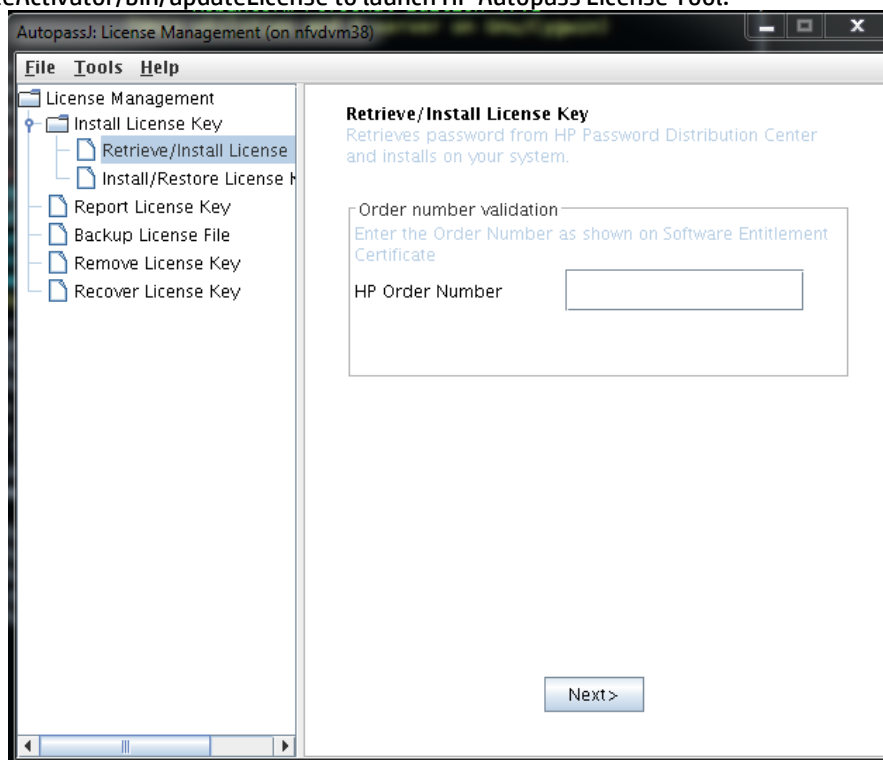 Activator/bin/updateLicense to launch HP Autopass License Tool.
AutopassJ: License Management (on nfvdvm38)
File Tools Help
License Management
Install License Key
Retrieve/Install License
Install/Restore License
Report License Key
Backup License File
Remove License Key
Recover License Key
Retrieve/Install License Key
Retrieves password from HP Password Distribution Center
and installs on your system.
Order number validation
Enter the Order Number as shown on Software Entitlement
Certificate
HP Order Number
Next>